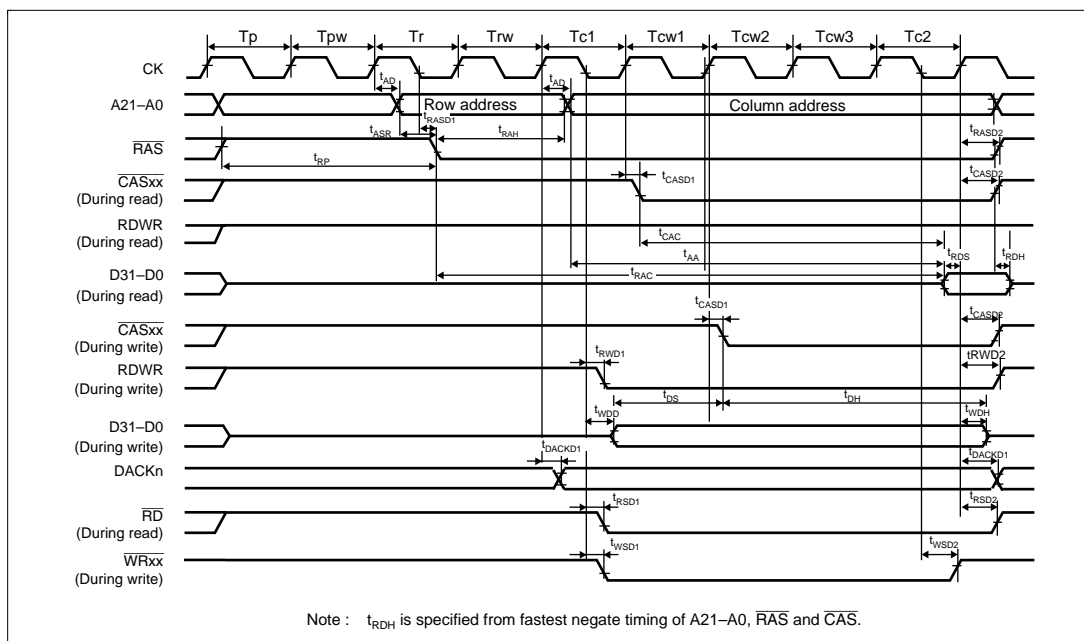 Tp Tpw Tr Trw Tc1 Tcw1 Tcw2 Tcw3 Tc2
CK
tAD tAD
A21–A0 Row address Column address
tRASD1
tASR tRAH tRASD2
RAS
tRP
CASxx tCASD1 tCASD2
(During read)
RDWR
(During read)
tCAC
tAA tRDS tRDH
D31–D0 tRAC
(During read)
tCASD1
CASxx tCASD2
(During write)
RDWR tRWD1 tRWD2
(During write)
tDS tDH
tWDD tWDH
D31–D0
(During write)
tDACKD1 tDACKD1
DACKn
tRSD1 tRSD2
RD
(During read)
tWSD1 tWSD2
WRxx
(During write)
Note : tRDH is specified from fastest negate timing of A21–A0, RAS and CAS.